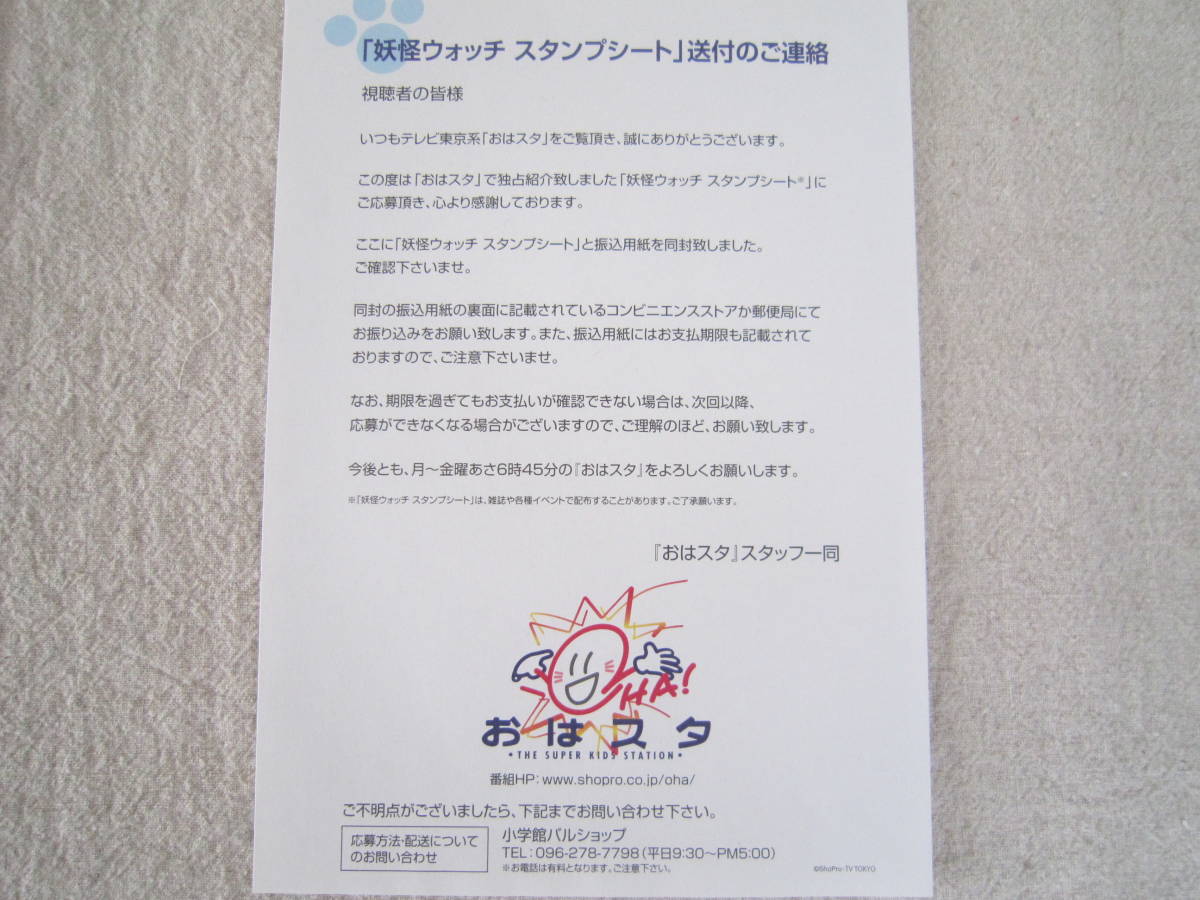 「妖怪ウォッチ スタンプシート」送付のご連絡
視聴者の皆様
いつもテレビ東京系「おはスタ」をご覧頂き、誠にありがとうございます。
この度は「おはスタ」で独占紹介致しました「妖怪ウォッチ スタンプシート※」に
ご応募頂き、心より感謝しております。
ここに「妖怪ウォッチ スタンプシート」と振込用紙を同封致しました。
ご確認下さいませ。
同封の振込用紙の裏面に記載されているコンビニエンスストアか郵便局にて
お振り込みをお願い致します。また、振込用紙にはお支払期限も記載されて
おりますので、ご注意下さいませ。
なお、期限を過ぎてもお支払いが確認できない場合は、次回以降、
応募ができなくなる場合がございますので、ご理解のほど、お願い致します。
今後とも、月〜金曜あさ6時45分の『おはスタ』をよろしくお願いします。
※「妖怪ウォッチ スタンプシート」は、雑誌や各種イベントで配布することがあります。ご了承願います。
『おはスタ』スタッフ一同
HA!
おはスタ
・THE SUPER KIDS STATION・
番組HP：www.shopro.co.jp/oha/
ご不明点がございましたら、下記までお問い合わせ下さい。
応募方法・配送について
のお問い合わせ
小学館パルショップ
TEL：096-278-7798（平日9:30〜PM5:00）
※お電話は有料となります。ご注意下さい。
©ShoPro・TV TOKYO